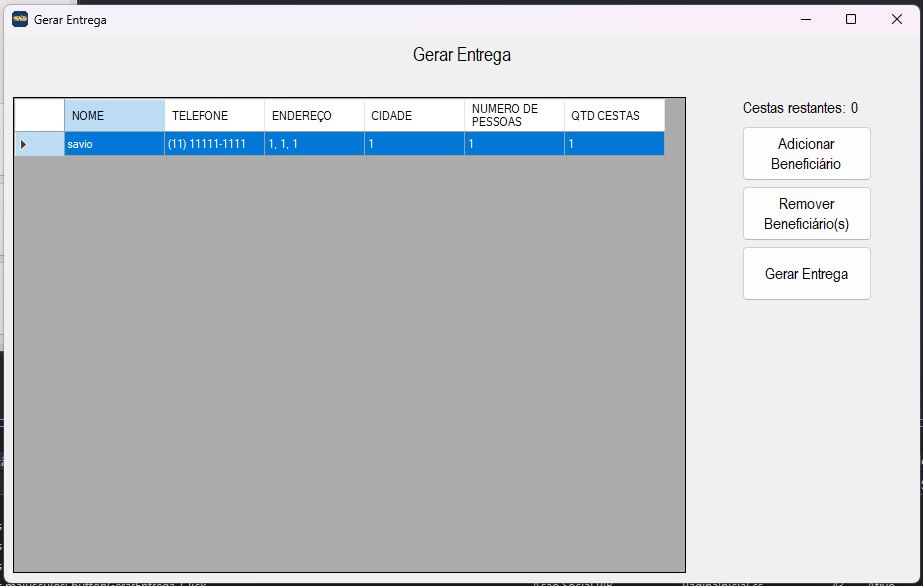 Gerar Entrega
Gerar Entrega
NOME TELEFONE ENDEREÇO CIDADE NUMERO DE PESSOAS QTD CESTAS
savio (11) 11111-1111 1, 1, 1 1 1 1
Cestas restantes: 0
Adicionar
Beneficiário
Remover
Beneficiário(s)
Gerar Entrega